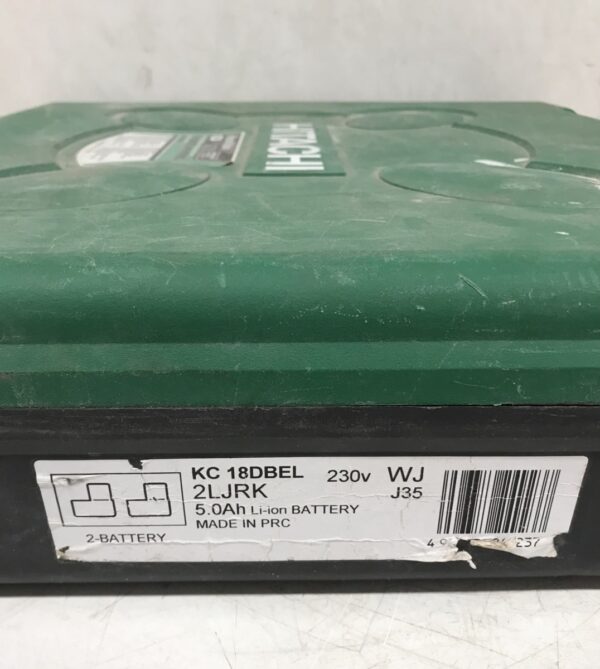 HITACHI
KC 18DBEL 230v WJ
2LJRK J35
5.0Ah Li-ion BATTERY
MADE IN PRC
2-BATTERY